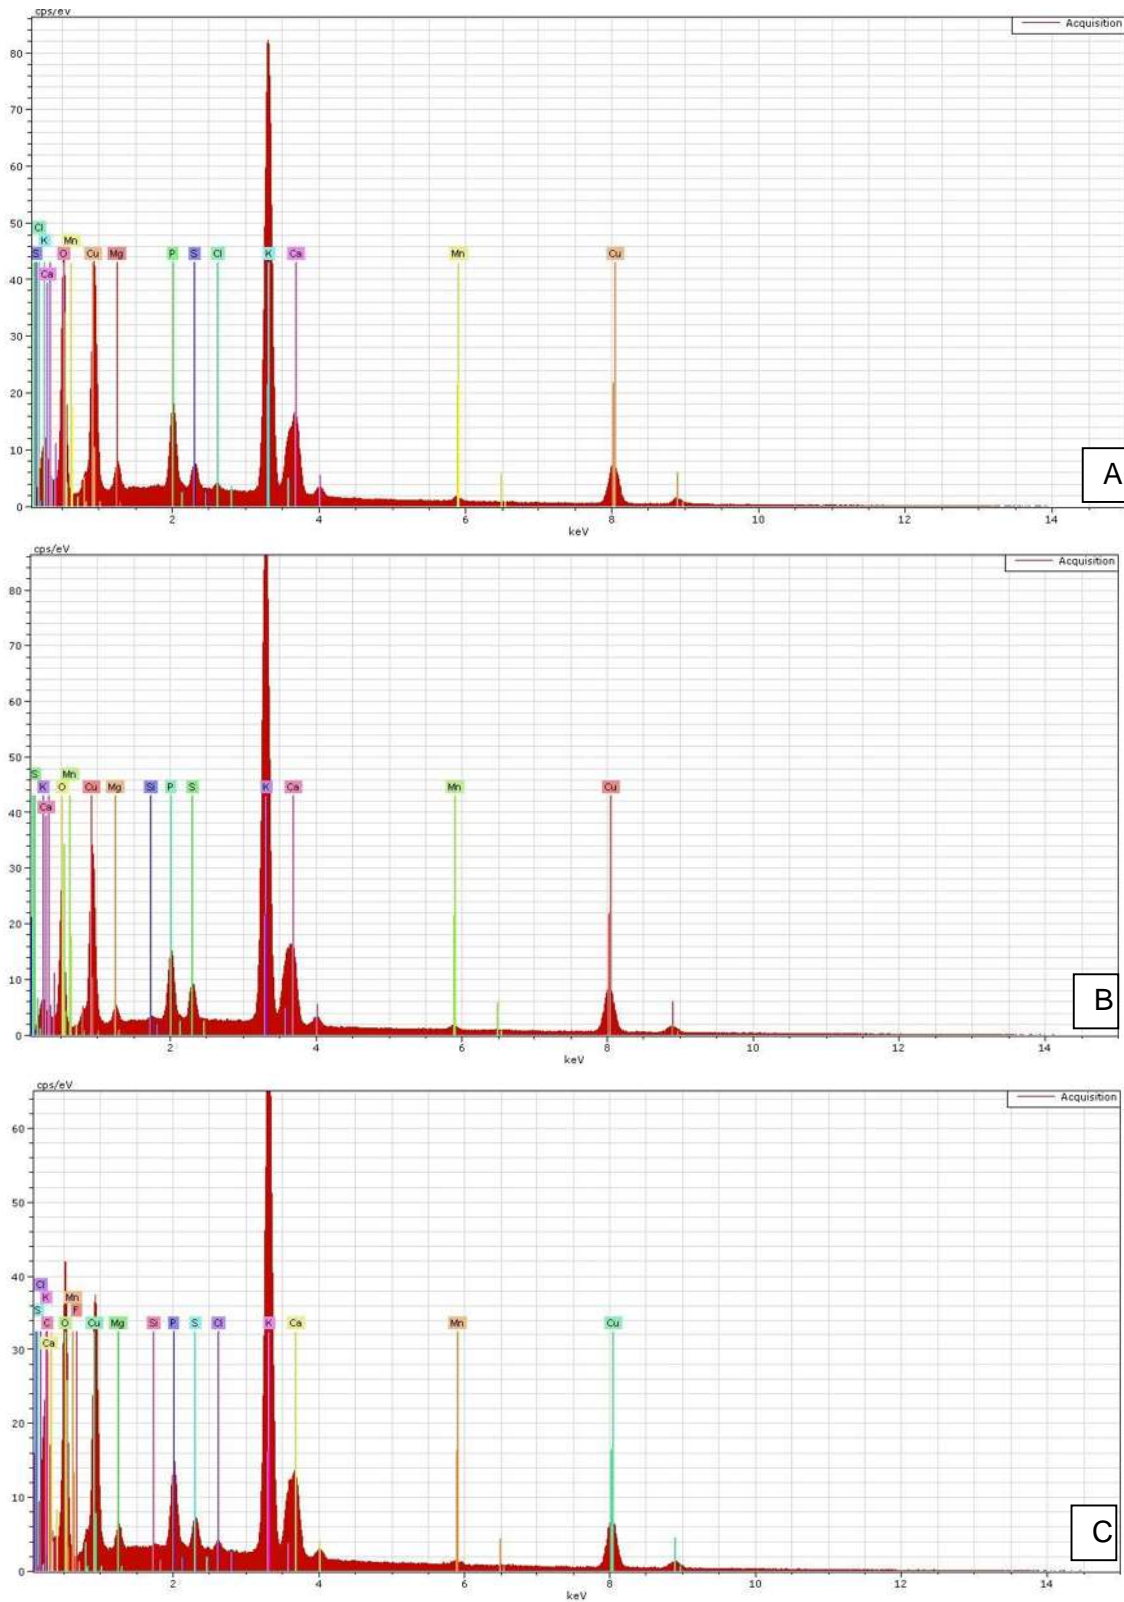 cps/eV
Acquisition
80
70
60
50
40
30
20
10
0
Cl
K Mn
S O Cu Mg P S Cl K Ca Mn Cu
Ca
2 4 6 8 10 12 14
keV
A
cps/eV
Acquisition
80
70
60
50
40
30
20
10
0
S Mn
K O Cu Mg Si P S K Ca Mn Cu
Ca
2 4 6 8 10 12 14
keV
B
cps/eV
Acquisition
60
50
40
30
20
10
0
Cl
K Mn
S F
C O Cu Mg Si P S Cl K Ca Mn Cu
Ca
2 4 6 8 10 12 14
keV
C